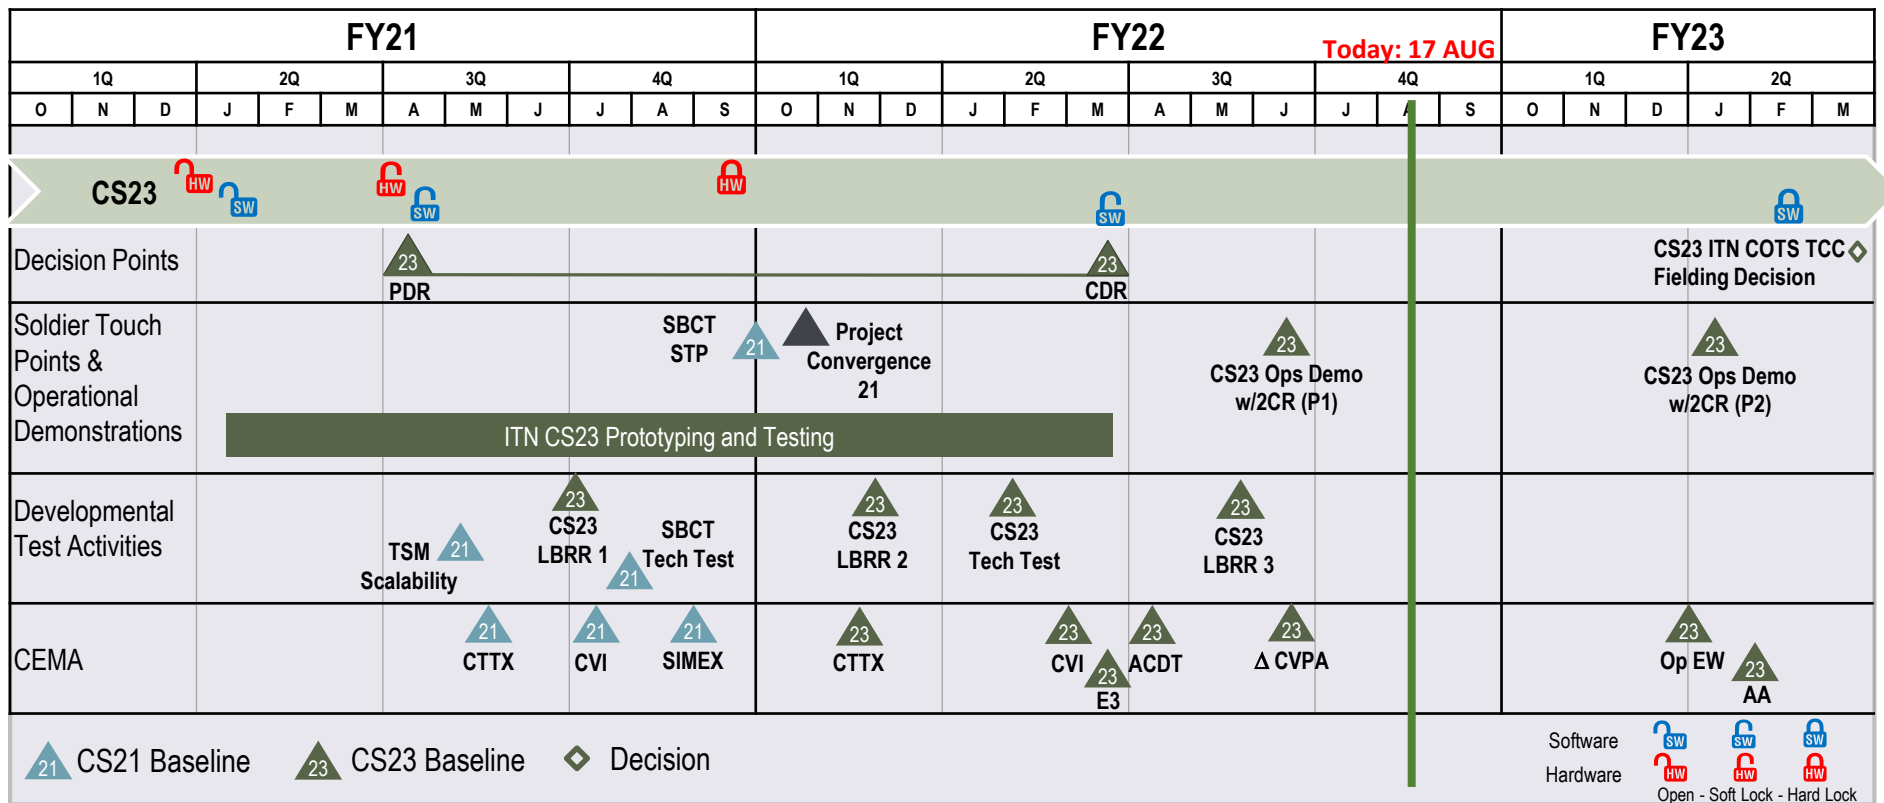 FY21 FY22 FY23
Today: 17 AUG
1Q 2Q 3Q 4Q 1Q 2Q 3Q 4Q 1Q 2Q
O N D J F M A M J J A S O N D J F M A M J J A S O N D J F M
CS23
HW SW HW SW HW SW SW
Decision Points
23
PDR
23
CDR
CS23 ITN COTS TCC
Fielding Decision
Soldier Touch
Points &
Operational
Demonstrations
SBCT
STP
21
Project
Convergence
21
23
CS23 Ops Demo
w/2CR (P1)
23
CS23 Ops Demo
w/2CR (P2)
ITN CS23 Prototyping and Testing
Developmental
Test Activities
TSM
Scalability
21
23
CS23
LBRR 1
21
SBCT
Tech Test
23
CS23
LBRR 2
23
CS23
Tech Test
23
CS23
LBRR 3
CEMA
21
CTTX
21
CVI
21
SIMEX
23
CTTX
23
CVI
23
E3
23
ACDT
23
Δ CVPA
23
Op EW
23
AA
21 CS21 Baseline
23 CS23 Baseline
Decision
Software SW SW SW
Hardware HW HW HW
Open - Soft Lock - Hard Lock